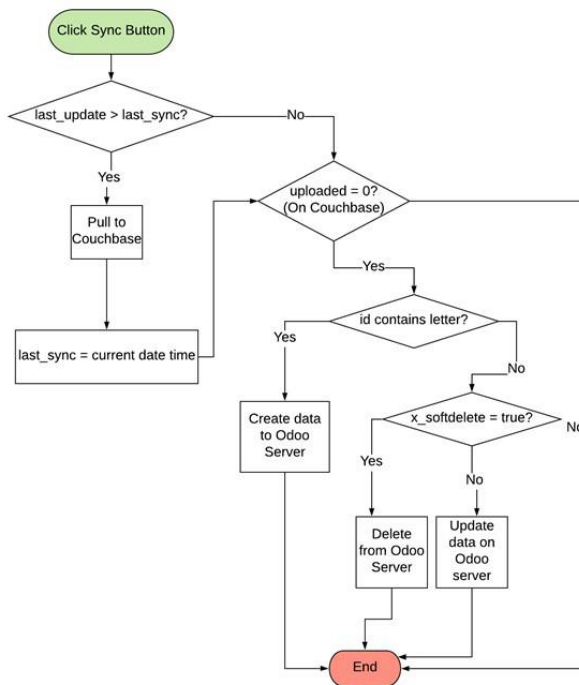 Click Sync Button
last_update > last_sync?
No
Yes
uploaded = 0?
(On Couchbase)
Pull to
Couchbase
Yes
id contains letter?
Yes
last_sync = current date time
No
Create data
to Odoo
Server
x_softdelete = true?
No
Yes
No
Delete
from Odoo
Server
Update
data on
Odoo
server
End